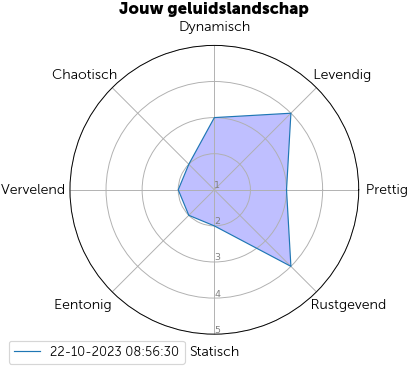 Jouw geluidslandschap
Dynamisch
Chaotisch
Levendig
Vervelend
1
Prettig
2
3
4
Eentonig
Rustgevend
5
22-10-2023 08:56:30
Statisch